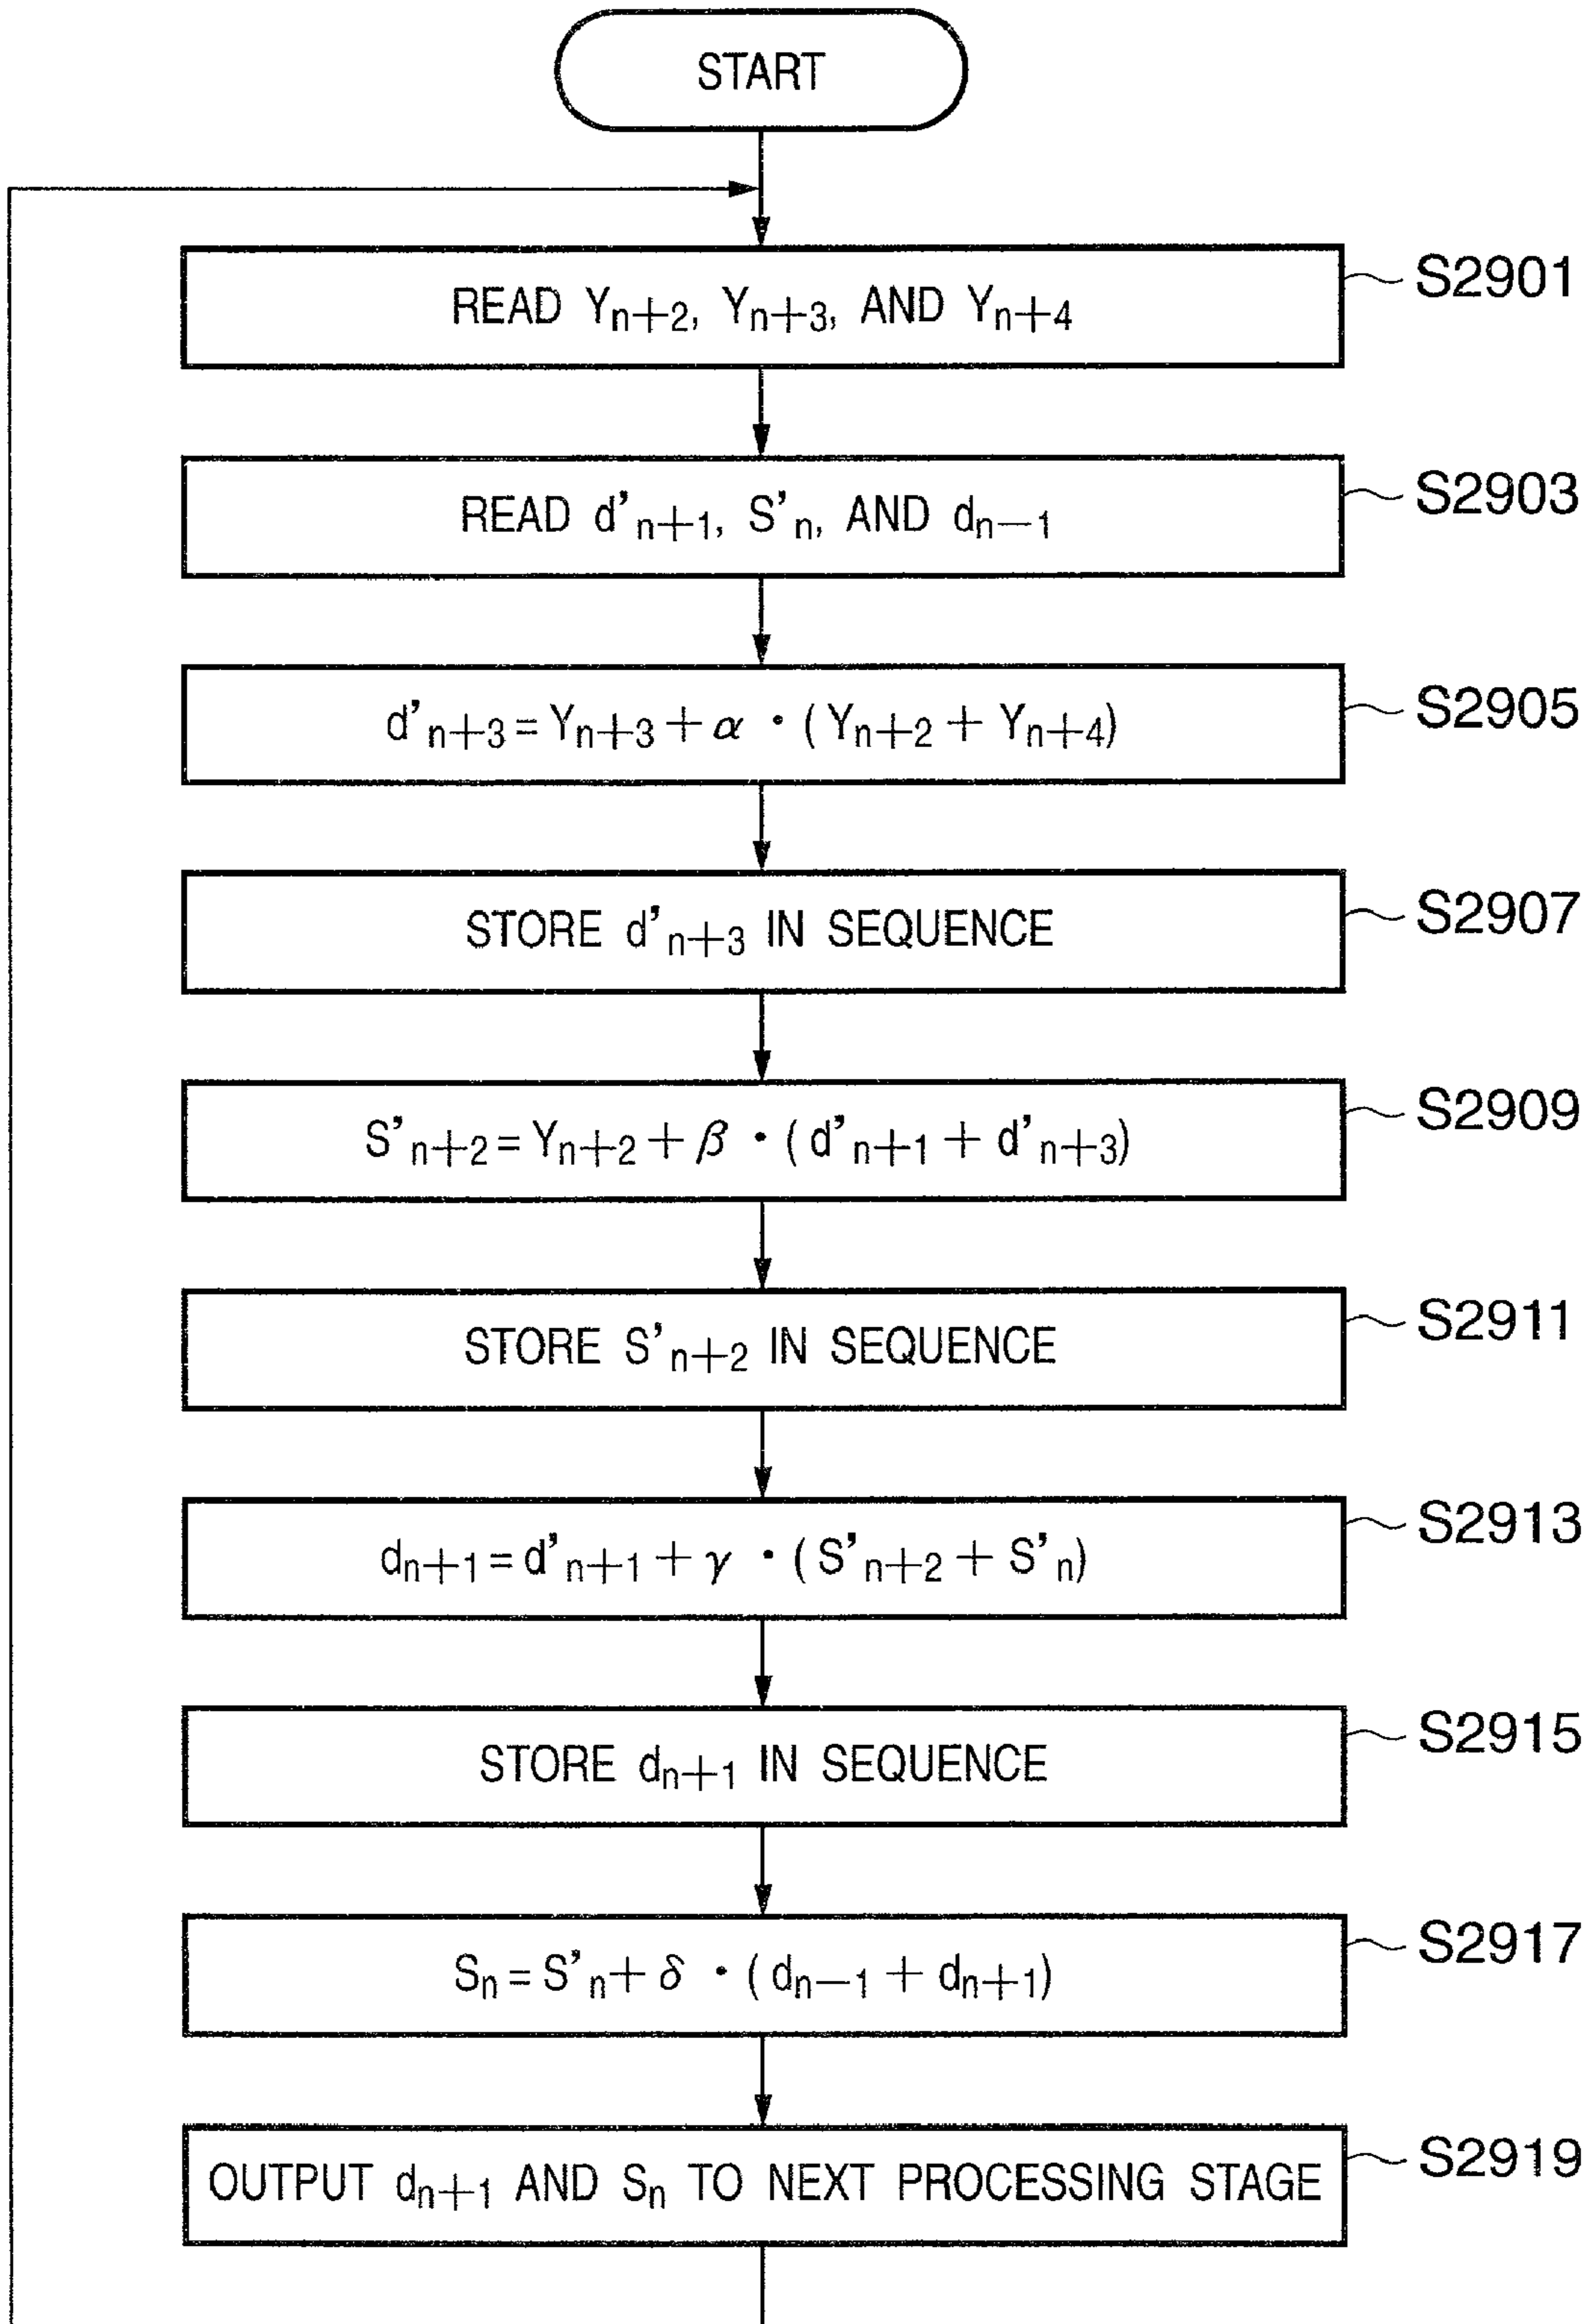 START
READ Yn+2, Yn+3, AND Yn+4
S2901
READ d'n+1, S'n, AND dn−1
S2903
d'n+3 = Yn+3 + α · (Yn+2 + Yn+4)
S2905
STORE d'n+3 IN SEQUENCE
S2907
S'n+2 = Yn+2 + β · (d'n+1 + d'n+3)
S2909
STORE S'n+2 IN SEQUENCE
S2911
dn+1 = d'n+1 + γ · (S'n+2 + S'n)
S2913
STORE dn+1 IN SEQUENCE
S2915
Sn = S'n + δ · (dn−1 + dn+1)
S2917
OUTPUT dn+1 AND Sn TO NEXT PROCESSING STAGE
S2919